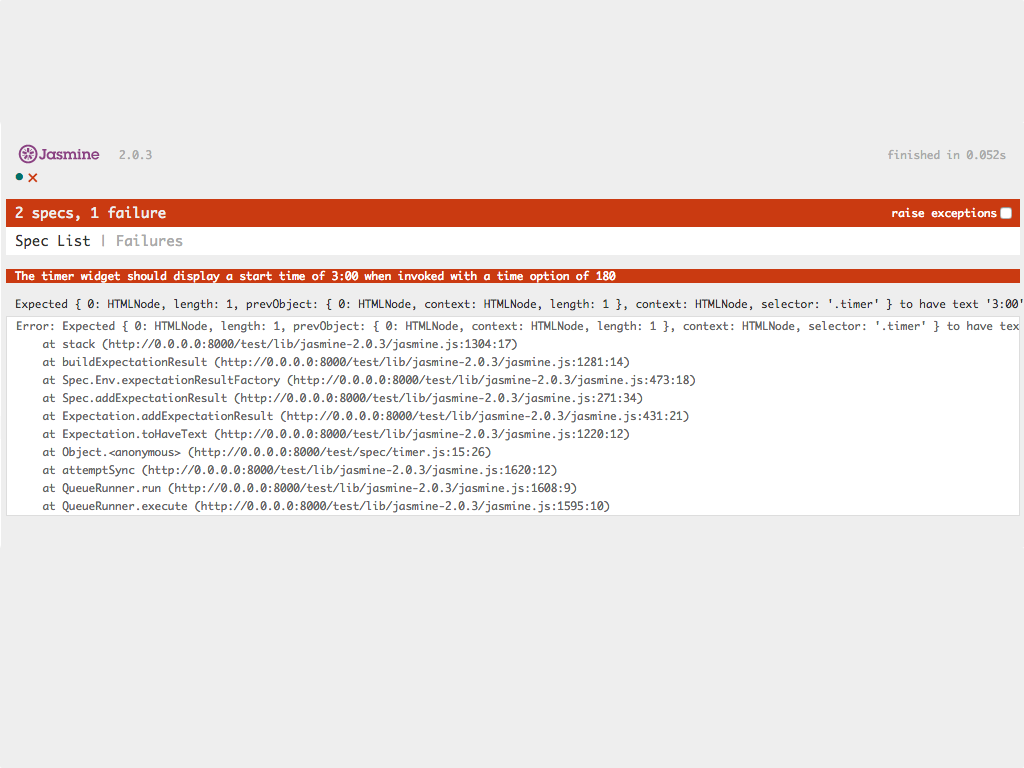 Jasmine 2.0.3 finished in 0.052s
2 specs, 1 failure raise exceptions
Spec List | Failures
The timer widget should display a start time of 3:00 when invoked with a time option of 180
Expected { 0: HTMLNode, length: 1, prevObject: { 0: HTMLNode, context: HTMLNode, length: 1 }, context: HTMLNode, selector: '.timer' } to have text '3:00'
Error: Expected { 0: HTMLNode, length: 1, prevObject: { 0: HTMLNode, context: HTMLNode, length: 1 }, context: HTMLNode, selector: '.timer' } to have tex
at stack (http://0.0.0.0:8000/test/lib/jasmine-2.0.3/jasmine.js:1304:17)
at buildExpectationResult (http://0.0.0.0:8000/test/lib/jasmine-2.0.3/jasmine.js:1281:14)
at Spec.Env.expectationResultFactory (http://0.0.0.0:8000/test/lib/jasmine-2.0.3/jasmine.js:473:18)
at Spec.addExpectationResult (http://0.0.0.0:8000/test/lib/jasmine-2.0.3/jasmine.js:271:34)
at Expectation.addExpectationResult (http://0.0.0.0:8000/test/lib/jasmine-2.0.3/jasmine.js:431:21)
at Expectation.toHaveText (http://0.0.0.0:8000/test/lib/jasmine-2.0.3/jasmine.js:1220:12)
at Object.<anonymous> (http://0.0.0.0:8000/test/spec/timer.js:15:26)
at attemptSync (http://0.0.0.0:8000/test/lib/jasmine-2.0.3/jasmine.js:1620:12)
at QueueRunner.run (http://0.0.0.0:8000/test/lib/jasmine-2.0.3/jasmine.js:1608:9)
at QueueRunner.execute (http://0.0.0.0:8000/test/lib/jasmine-2.0.3/jasmine.js:1595:10)